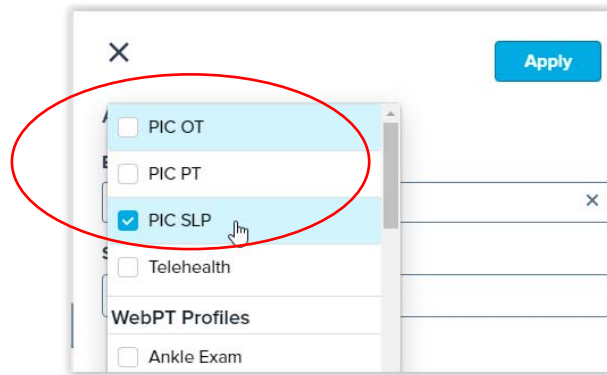 Apply
PIC OT
PIC PT
PIC SLP
Telehealth
WebPT Profiles
Ankle Exam